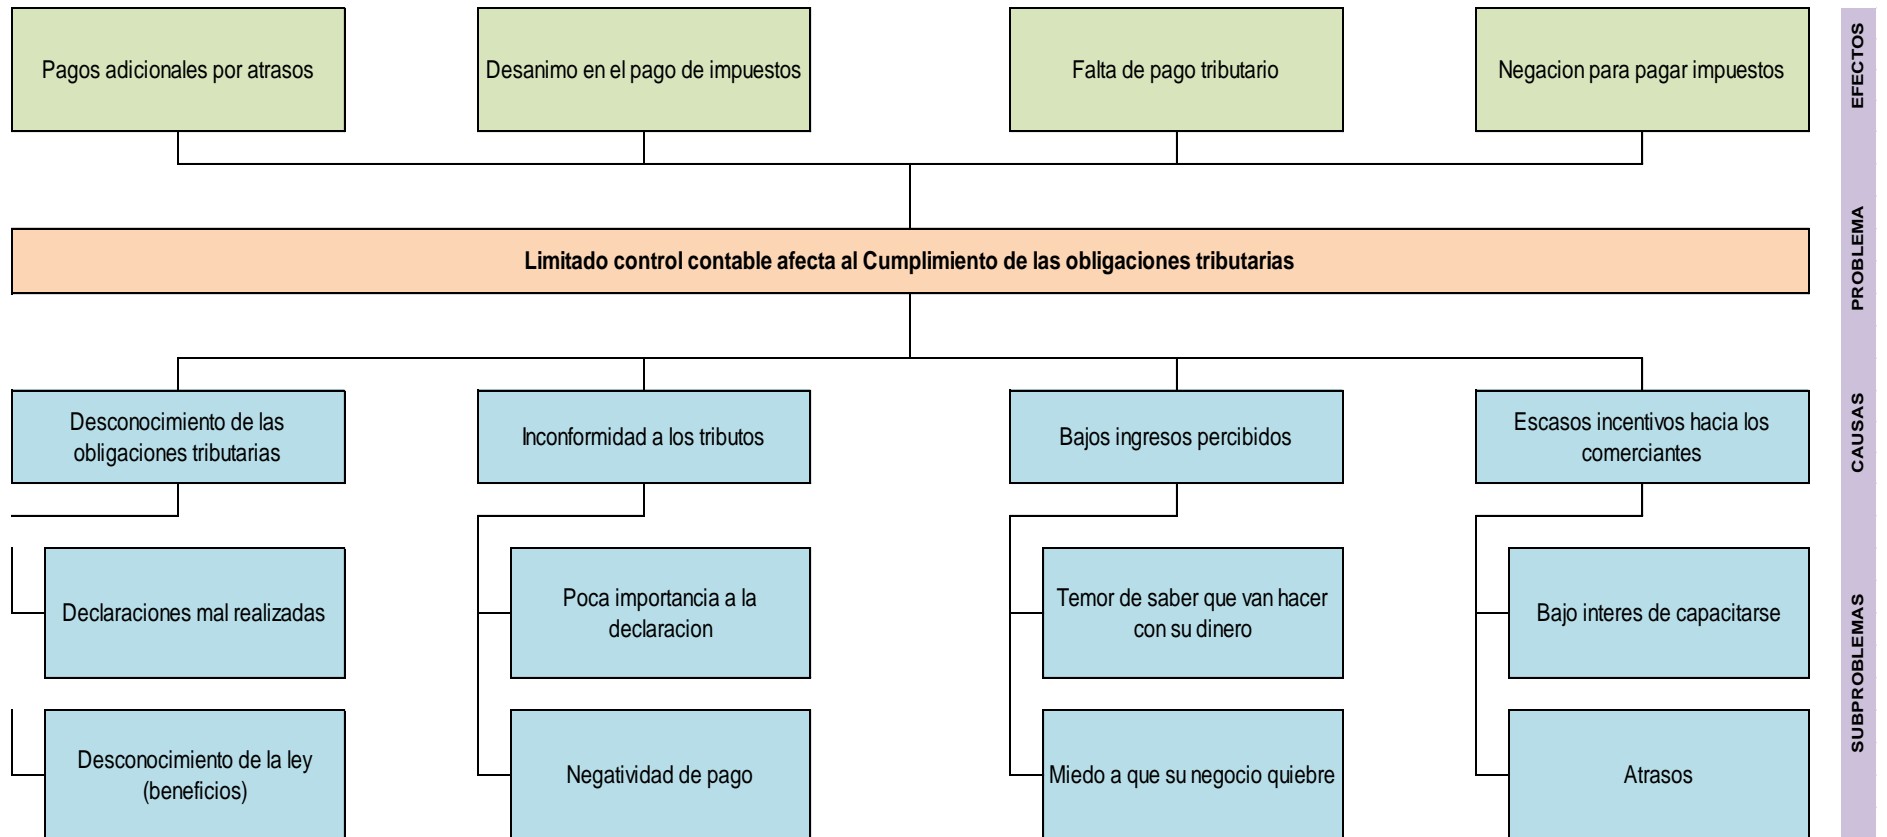 Pagos adicionales por atrasos
Desanimo en el pago de impuestos
Falta de pago tributario
Negacion para pagar impuestos
EFECTOS
Limitado control contable afecta al Cumplimiento de las obligaciones tributarias
PROBLEMA
Desconocimiento de las
obligaciones tributarias
Inconformidad a los tributos
Bajos ingresos percibidos
Escasos incentivos hacia los
comerciantes
CAUSAS
Declaraciones mal realizadas
Poca importancia a la
declaracion
Temor de saber que van hacer
con su dinero
Bajo interes de capacitarse
SUBPROBLEMAS
Desconocimiento de la ley
(beneficios)
Negatividad de pago
Miedo a que su negocio quiebre
Atrasos